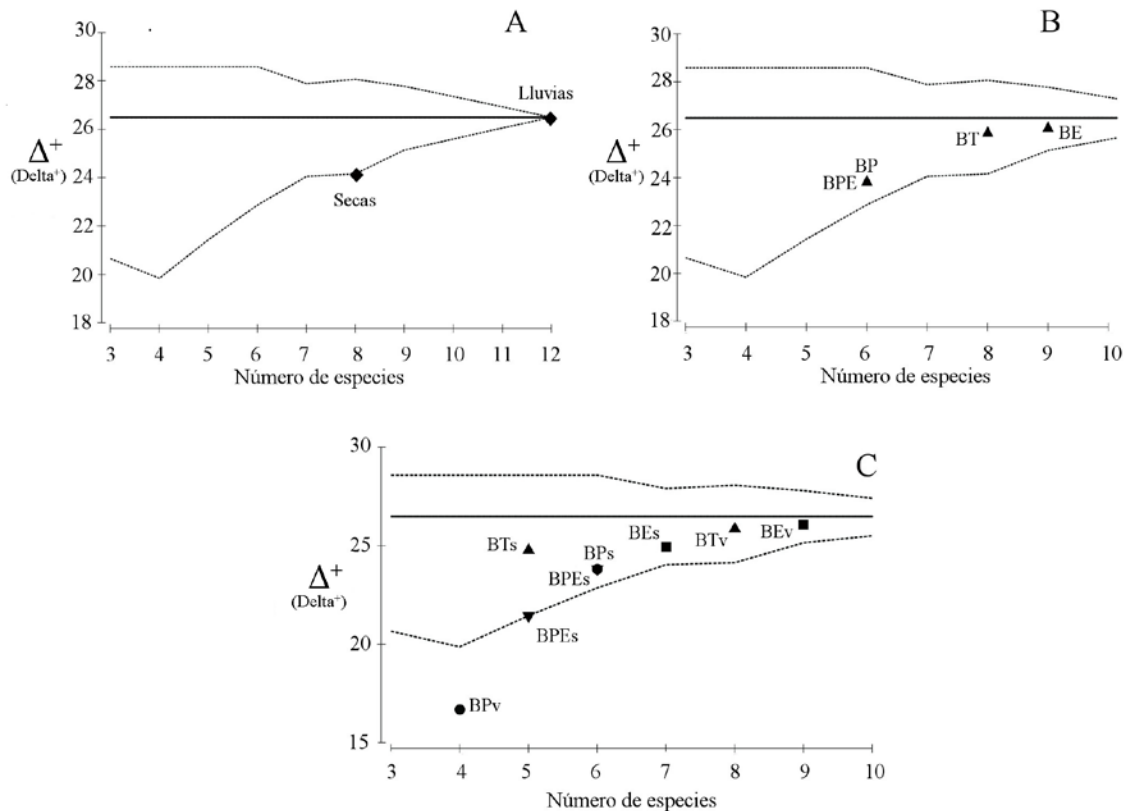 A
30
28
26
24
22
20
18
Δ⁺
(Delta⁺)
Lluvias
Secas
3 4 5 6 7 8 9 10 11 12
Número de especies
B
30
28
26
24
22
20
18
Δ⁺
(Delta⁺)
BT
BE
BP
BPE
3 4 5 6 7 8 9 10
Número de especies
C
30
25
20
15
Δ⁺
(Delta⁺)
BTs
BPs
BPEs
BEs
BTv
BEv
BPEs
BPv
3 4 5 6 7 8 9 10
Número de especies